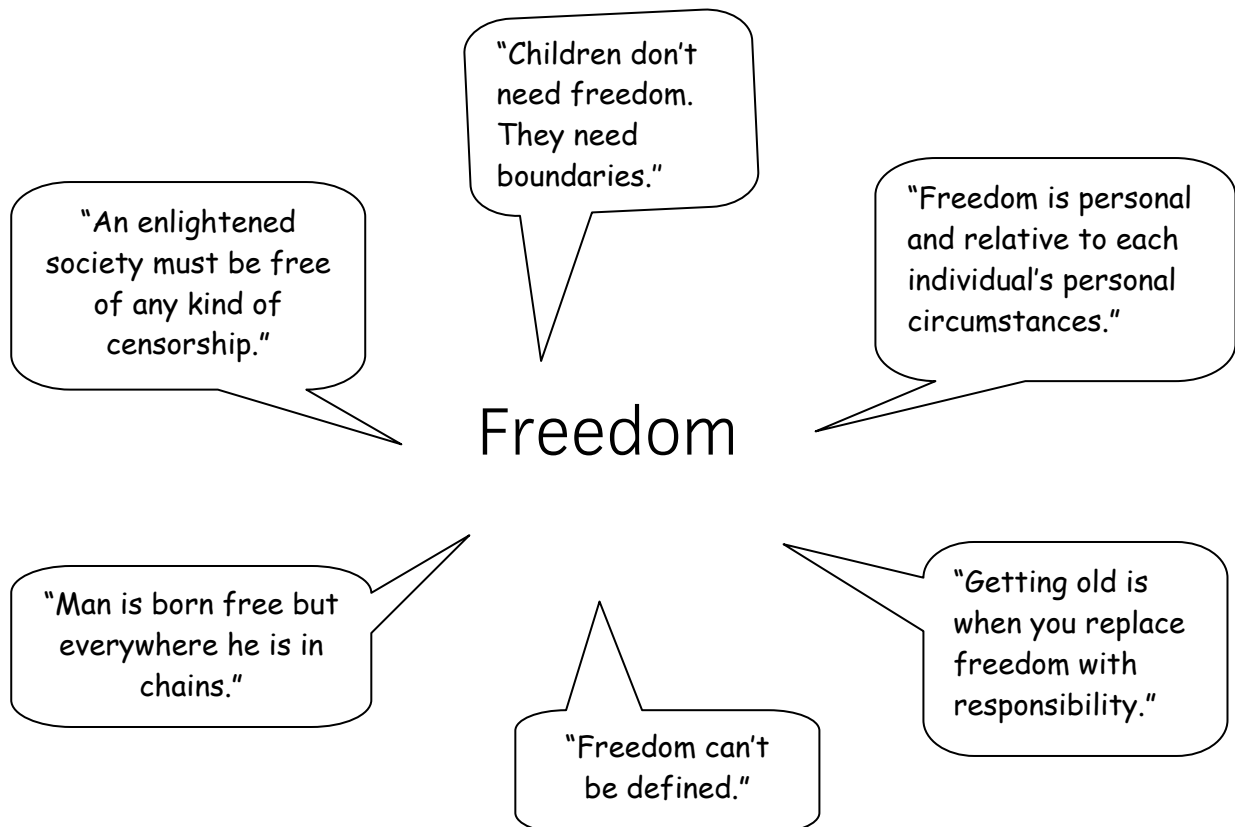 “Children don’t
need freedom.
They need
boundaries.”
“An enlightened
society must be free
of any kind of
censorship.”
“Freedom is personal
and relative to each
individual’s personal
circumstances.”
Freedom
“Man is born free but
everywhere he is in
chains.”
“Getting old is
when you replace
freedom with
responsibility.”
“Freedom can’t
be defined.”